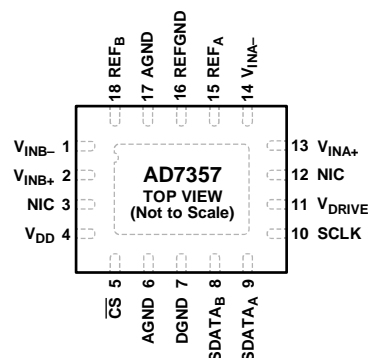 18 REFB
17 AGND
16 REFGND
15 REFA
14 VINA–
VINB– 1
VINB+ 2
NIC 3
VDD 4
AD7357
TOP VIEW
(Not to Scale)
13 VINA+
12 NIC
11 VDRIVE
10 SCLK
CS 5
AGND 6
DGND 7
SDATAB 8
SDATAA 9